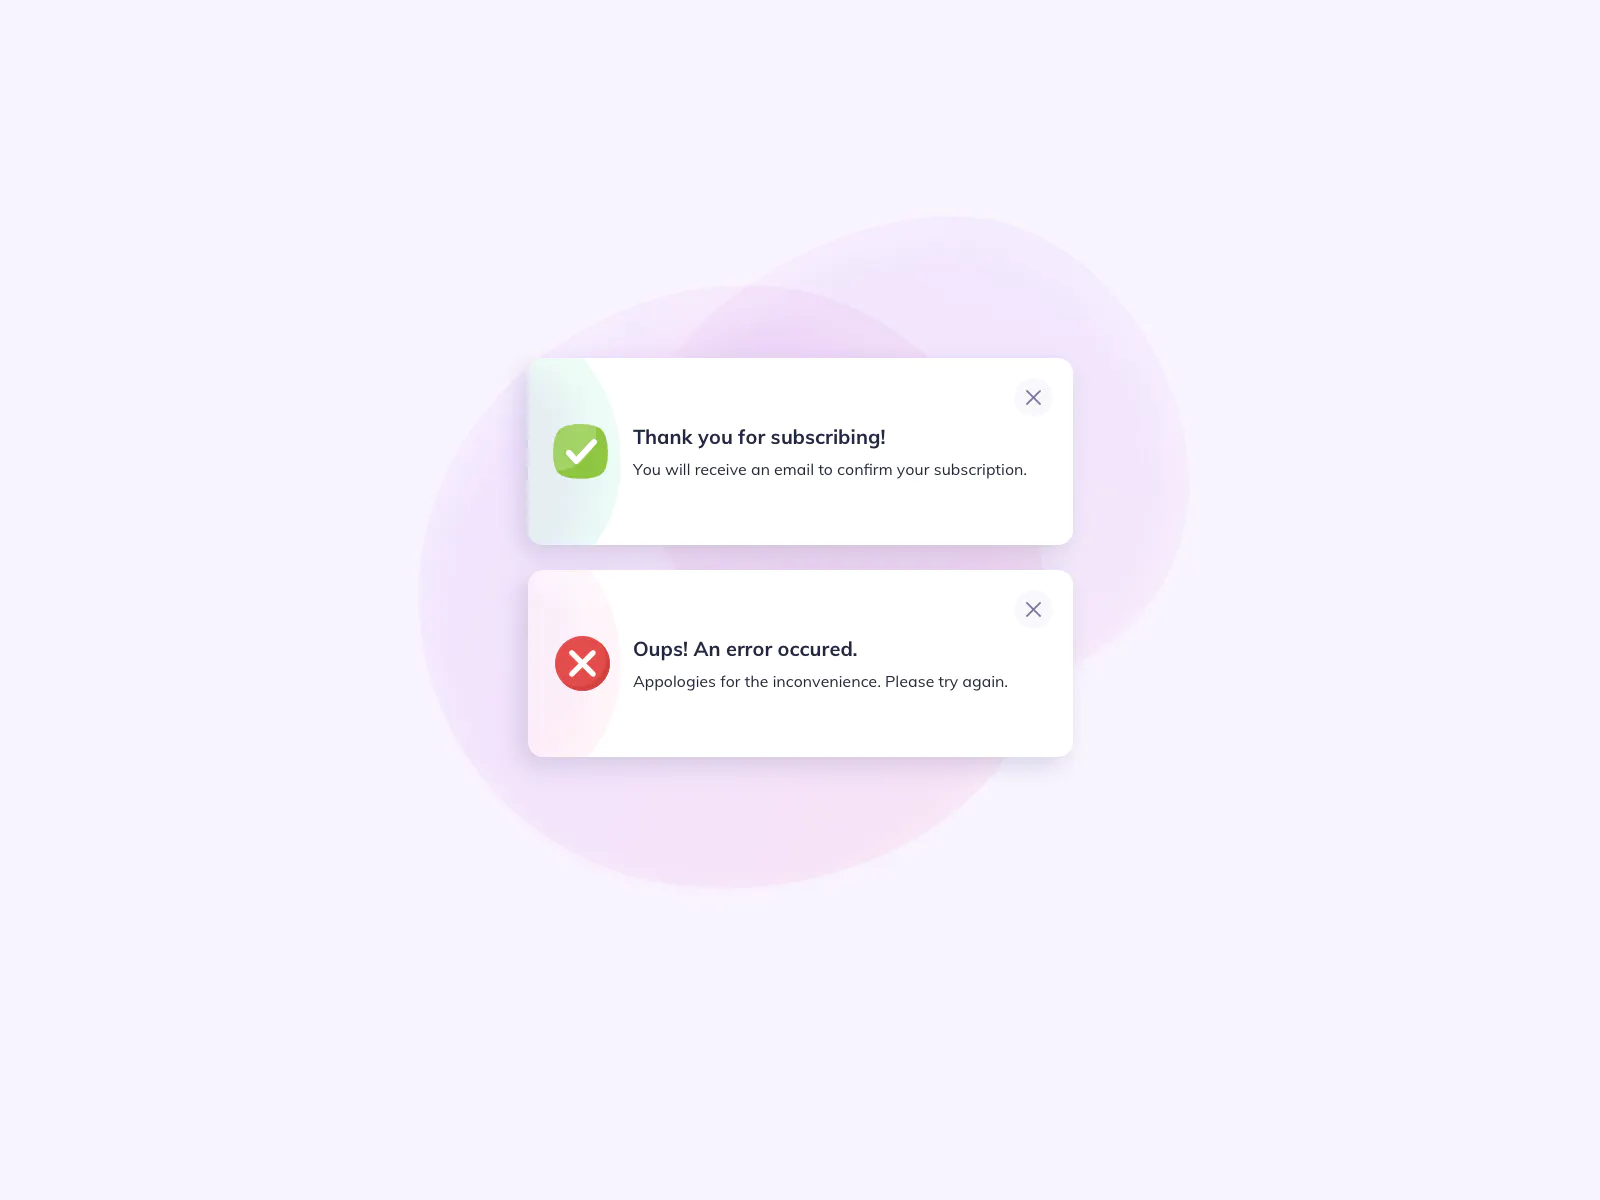 Thank you for subscribing!
You will receive an email to confirm your subscription.
Oups! An error occured.
Appologies for the inconvenience. Please try again.